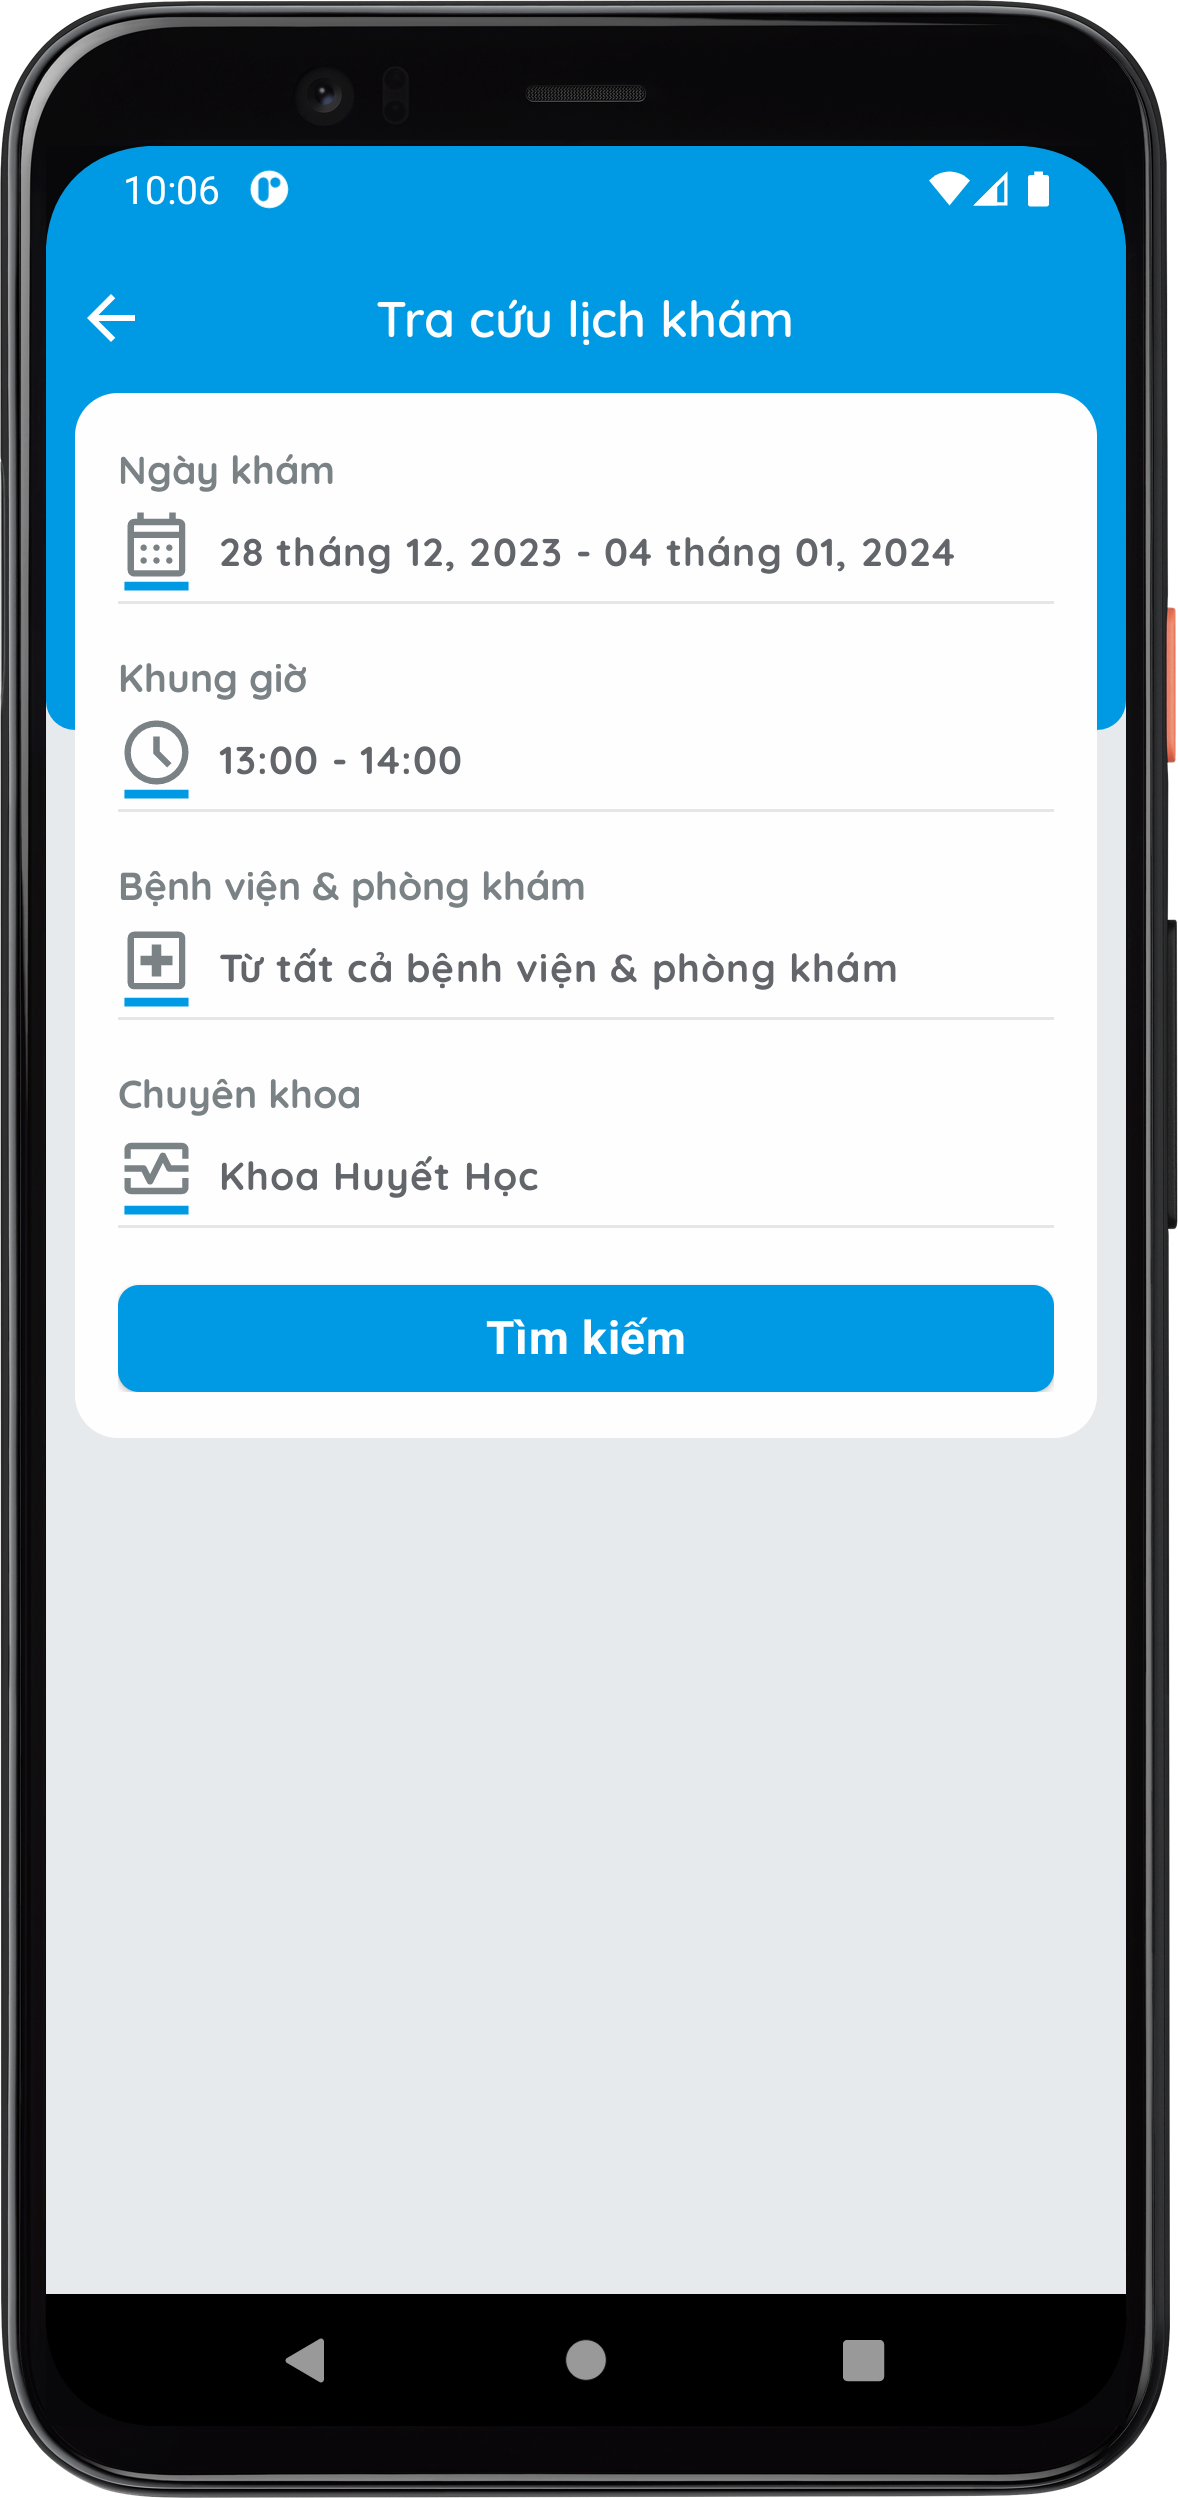 10:06
Tra cứu lịch khám
Ngày khám
28 tháng 12, 2023 - 04 tháng 01, 2024
Khung giờ
13:00 - 14:00
Bệnh viện & phòng khám
Từ tất cả bệnh viện & phòng khám
Chuyên khoa
Khoa Huyết Học
Tìm kiếm